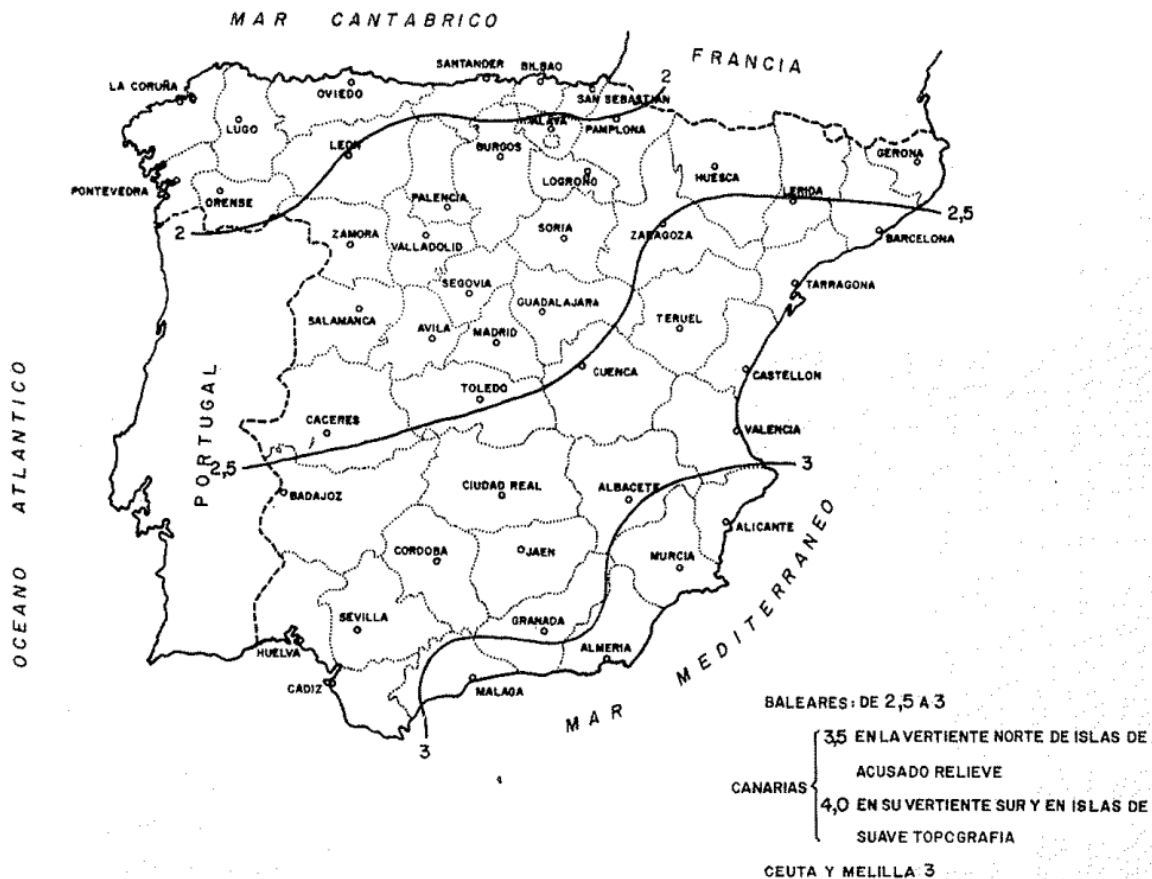 MAR CANTABRICO
FRANCIA
SANTANDER
BILBAO
2
LA CORUÑA
OVIEDO
SAN SEBASTIAN
LUGO
ALAVA
PAMPLONA
LEON
BURGOS
GERONA
HUESCA
LOGROÑO
PONTEVEDRA
ORENSE
LERIDA
PALENCIA
2,5
2
ZAMORA
VALLADOLID
SORIA
ZARAGOZA
BARCELONA
SEGOVIA
TARRAGONA
GUADALAJARA
SALAMANCA
AVILA
MADRID
TERUEL
OCEANO ATLANTICO
PORTUGAL
CUENCA
CASTELLON
TOLEDO
CACERES
VALENCIA
2,5
3
BADAJOZ
CIUDAD REAL
ALBACETE
ALICANTE
CORDOBA
JAEN
MURCIA
SEVILLA
GRANADA
HUELVA
ALMERIA
CADIZ
MALAGA
MAR MEDITERRANEO
3
BALEARES: DE 2,5 A 3
CANARIAS
3,5 EN LA VERTIENTE NORTE DE ISLAS DE
ACUSADO RELIEVE
4,0 EN SU VERTIENTE SUR Y EN ISLAS DE
SUAVE TOPOGRAFIA
CEUTA Y MELILLA 3